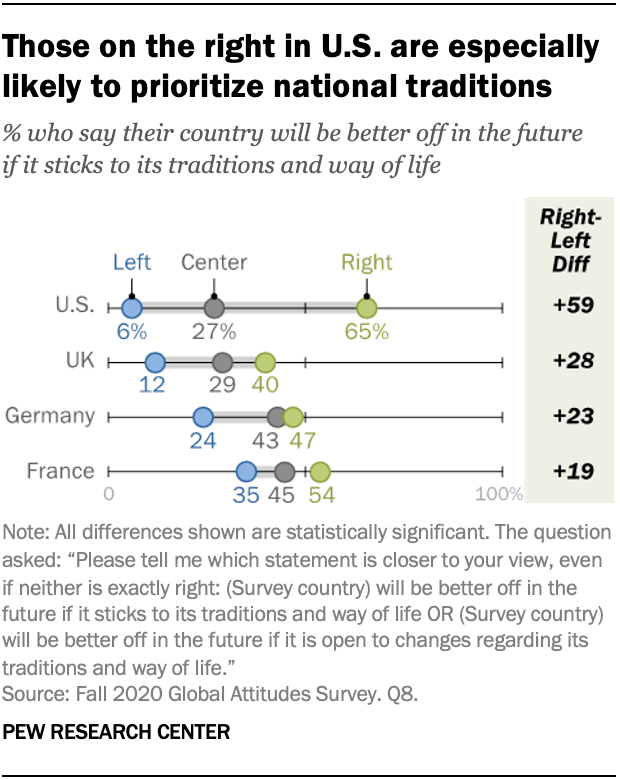 Those on the right in U.S. are especially
likely to prioritize national traditions
% who say their country will be better off in the future
if it sticks to its traditions and way of life
Right-
Left
Diff
Left Center Right
U.S. +59
6% 27% 65%
UK +28
12 29 40
Germany +23
24 43 47
France +19
0 35 45 54 100%
Note: All differences shown are statistically significant. The question
asked: “Please tell me which statement is closer to your view, even
if neither is exactly right: (Survey country) will be better off in the
future if it sticks to its traditions and way of life OR (Survey country)
will be better off in the future if it is open to changes regarding its
traditions and way of life.”
Source: Fall 2020 Global Attitudes Survey. Q8.
PEW RESEARCH CENTER